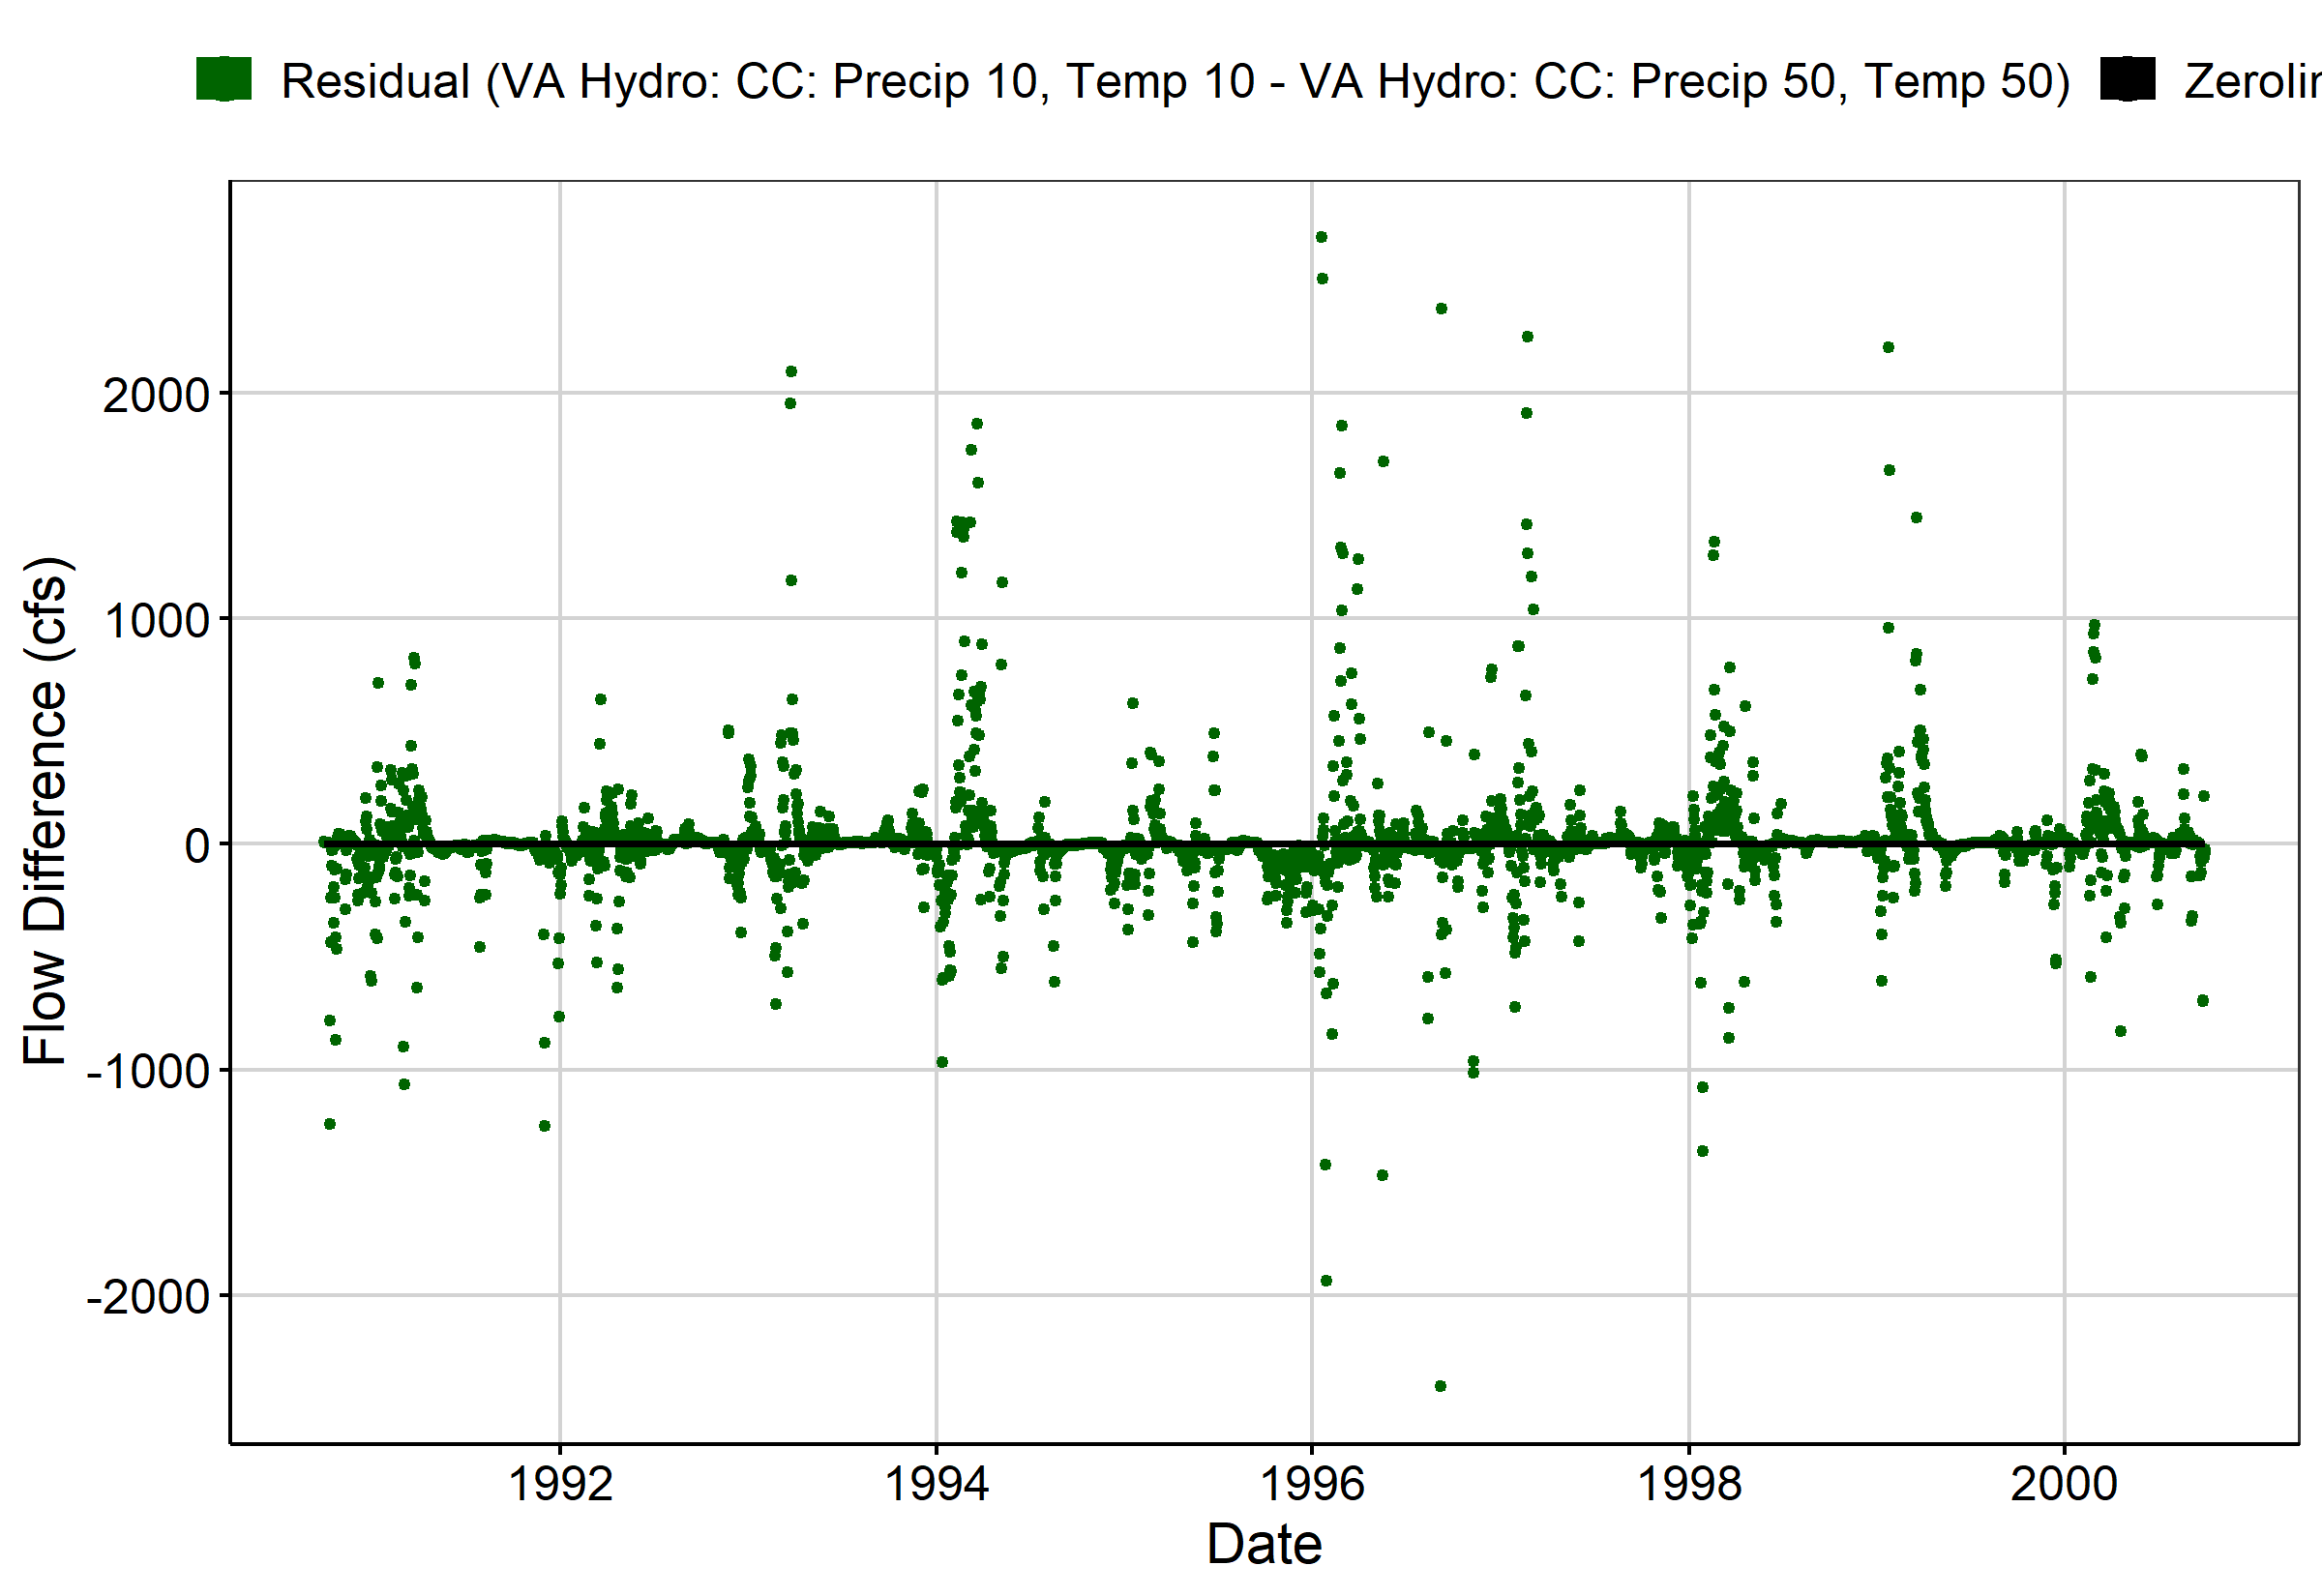 Residual (VA Hydro: CC: Precip 10, Temp 10 - VA Hydro: CC: Precip 50, Temp 50) Zerolin
Flow Difference (cfs)
2000
1000
0
-1000
-2000
1992 1994 1996 1998 2000
Date